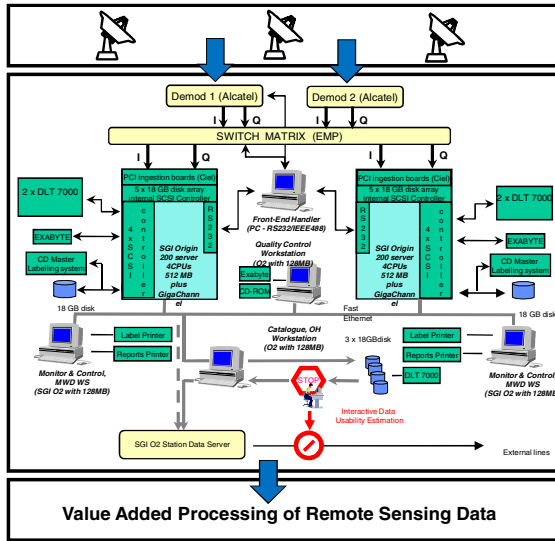 Demod 1 (Alcatel)
Demod 2 (Alcatel)
I
Q
I
Q
SWITCH MATRIX (EMP)
I
Q
I
Q
PCI ingestion boards (Ciel)
5 x 18 GB disk array
internal SCSI Controller
4xSCSI
controller
RS232
SGI Origin
200 server
4CPUs
512 MB
plus
GigaChann
el
2 x DLT 7000
EXABYTE
CD Master
Labelling system
18 GB disk
Front-End Handler
(PC - RS232/IEEE488)
Quality Control
Workstation
(O2 with 128MB)
Exabyte
CD-ROM
PCI ingestion boards (Ciel)
5 x 18 GB disk array
internal SCSI Controller
RS232
SGI Origin
200 server
4CPUs
512 MB
plus
GigaChann
el
4xSCSI
controller
2 x DLT 7000
EXABYTE
CD Master
Labelling system
18 GB disk
Fast
Ethernet
Label Printer
Reports Printer
Monitor & Control,
MWD WS
(SGI O2 with 128MB)
Catalogue, OH
Workstation
(O2 with 128MB)
3 x 18GBdisk
DLT 7000
Label Printer
Reports Printer
Monitor & Control,
MWD WS
(SGI O2 with 128MB)
STOP
Interactive Data
Usability Estimation
SGI O2 Station Data Server
External lines
Value Added Processing of Remote Sensing Data